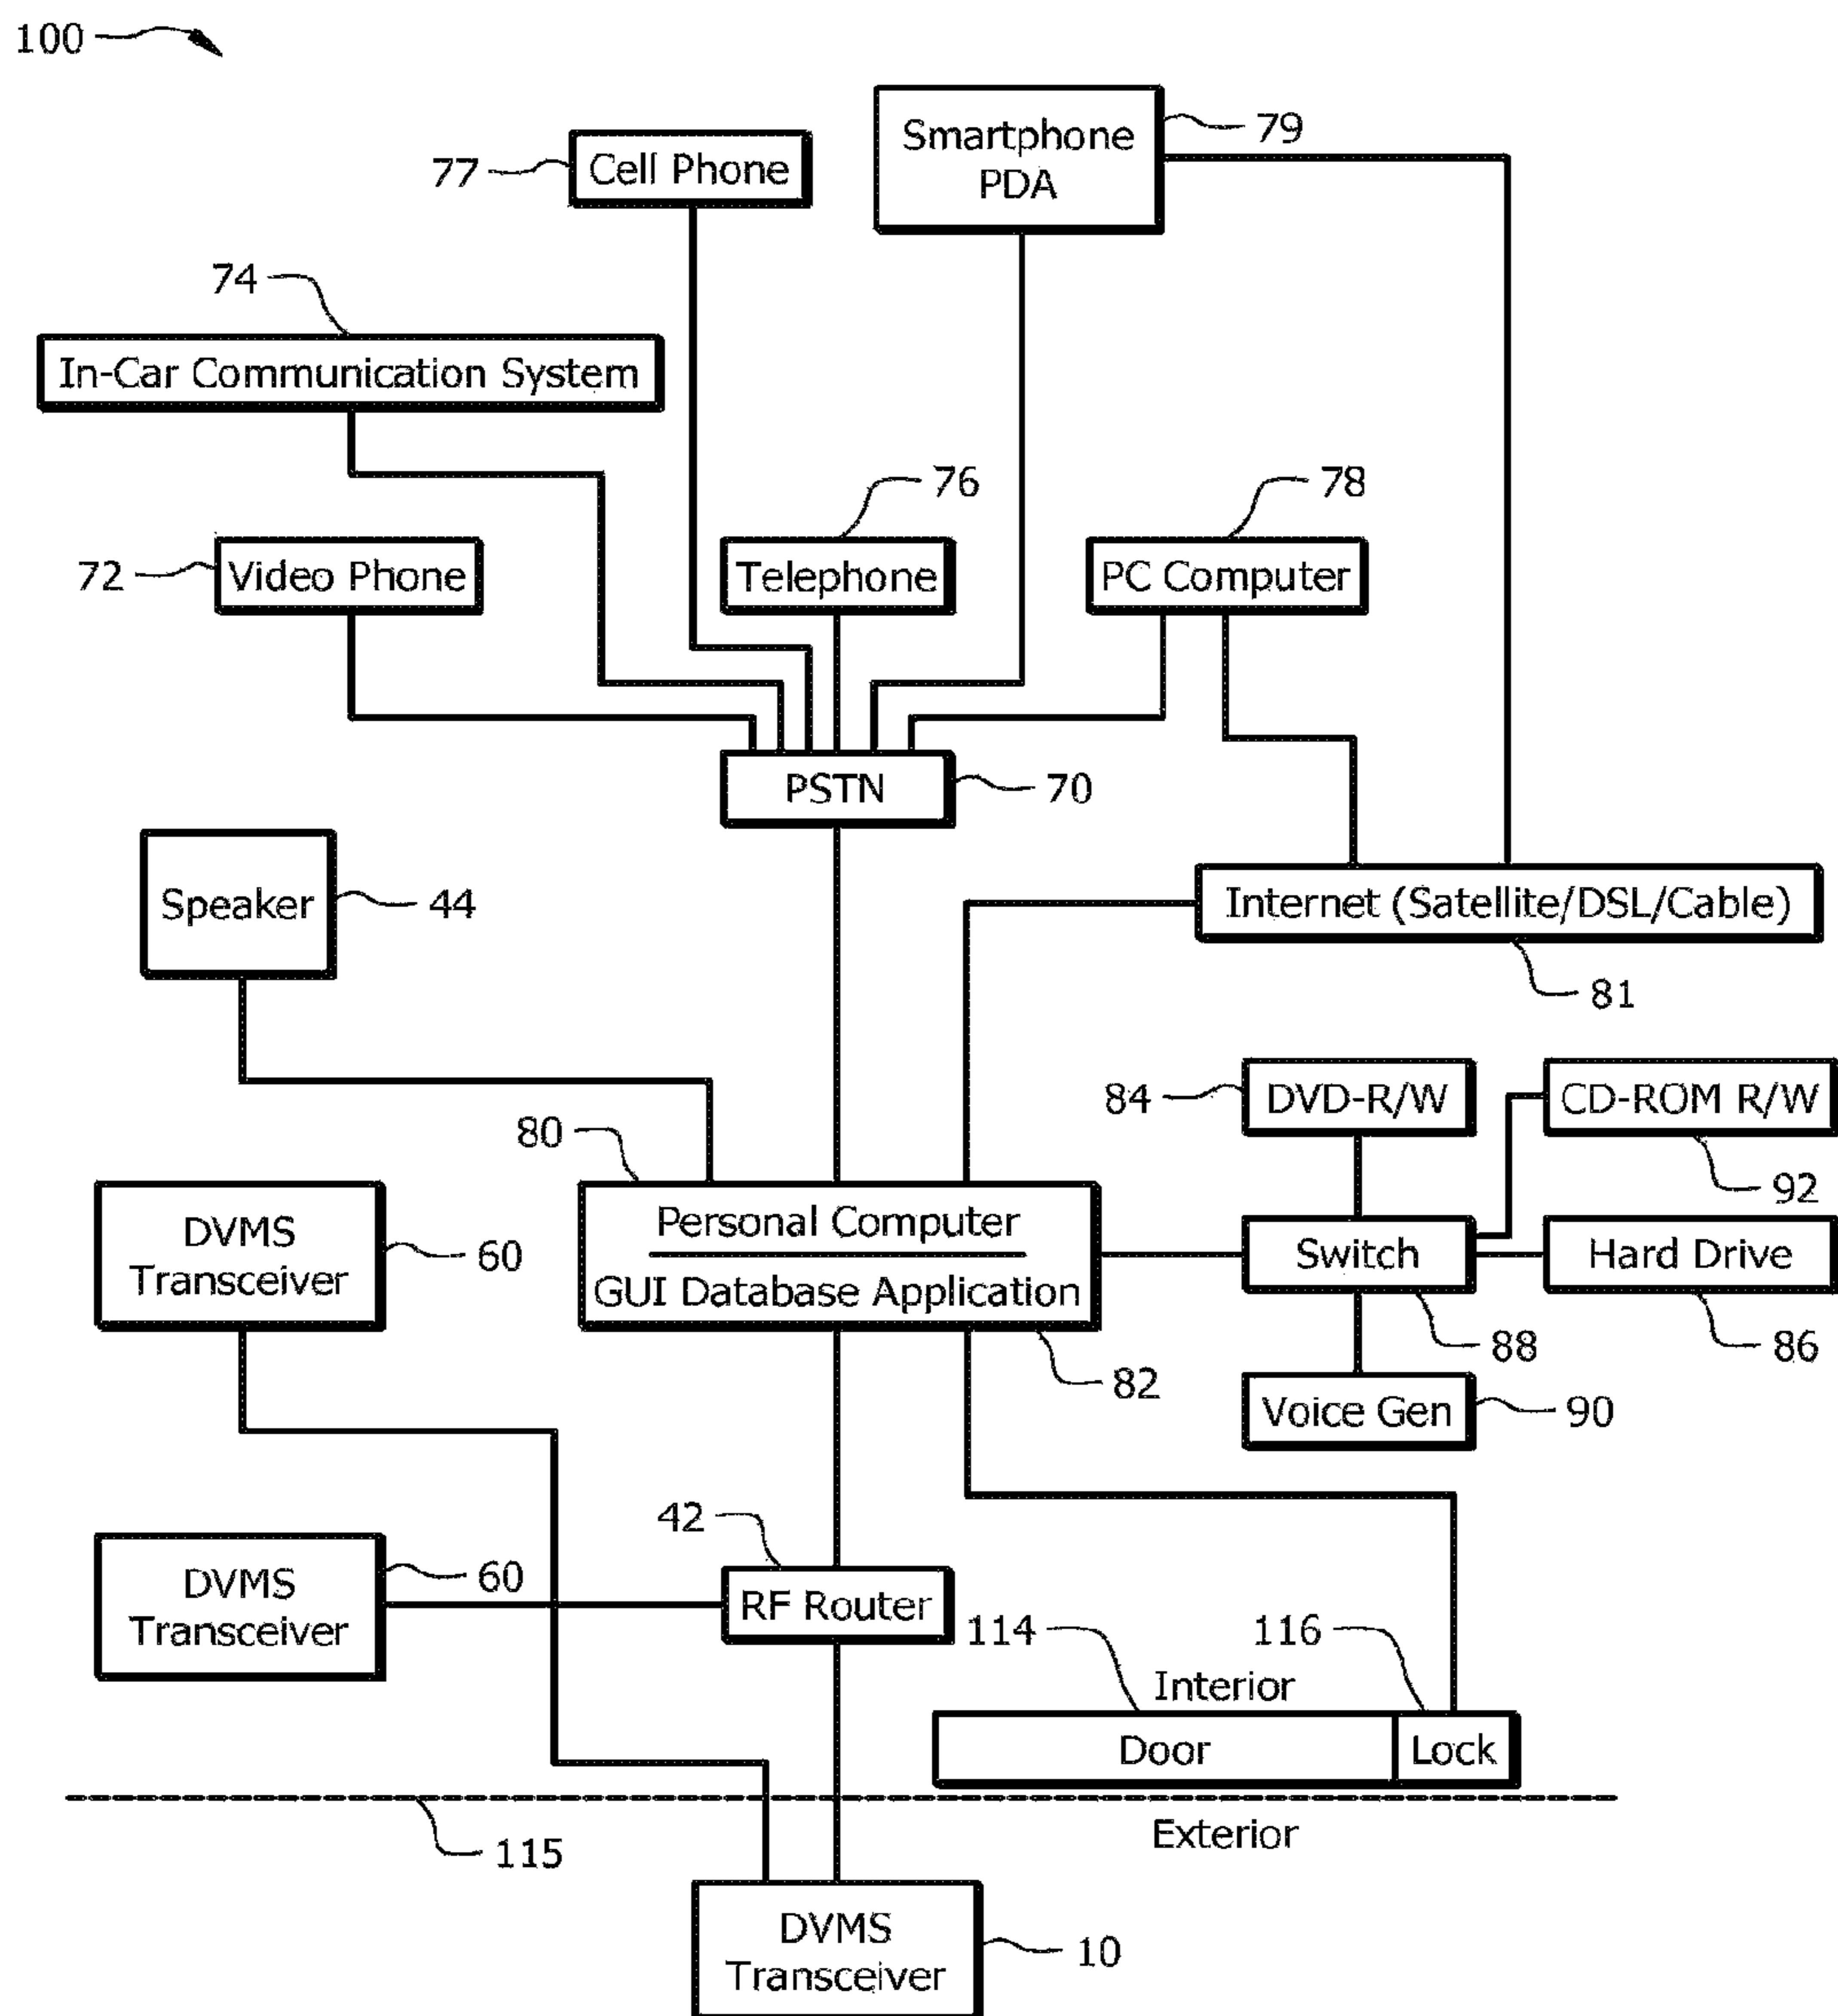 100
Smartphone
PDA
79
77
Cell Phone
74
In-Car Communication System
76
78
72
Video Phone
Telephone
PC Computer
PSTN
70
Speaker
44
Internet (Satellite/DSL/Cable)
81
84
DVD-R/W
CD-ROM R/W
80
92
DVMS
Transceiver
60
Personal Computer
GUI Database Application
Switch
Hard Drive
88
86
82
Voice Gen
90
42
DVMS
Transceiver
60
RF Router
114
116
Interior
Door
Lock
115
Exterior
DVMS
Transceiver
10